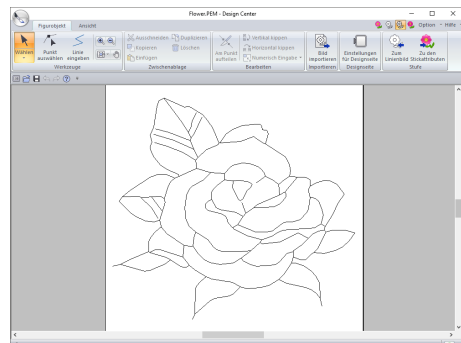 Flower.PEM - Design Center
Figurobjekt Ansicht Option Hilfe
Wählen
Punkt auswählen
Linie eingeben
Werkzeuge
Ausschneiden Duplizieren
Kopieren Löschen
Einfügen
Zwischenablage
Am Punkt aufteilen
Vertikal kippen
Horizontal kippen
Numerisch Eingabe
Bearbeiten
Bild importieren
Importieren
Einstellungen für Designseite
Designseite
Zum Linienbild
Zu den Stickattributen
Stufe